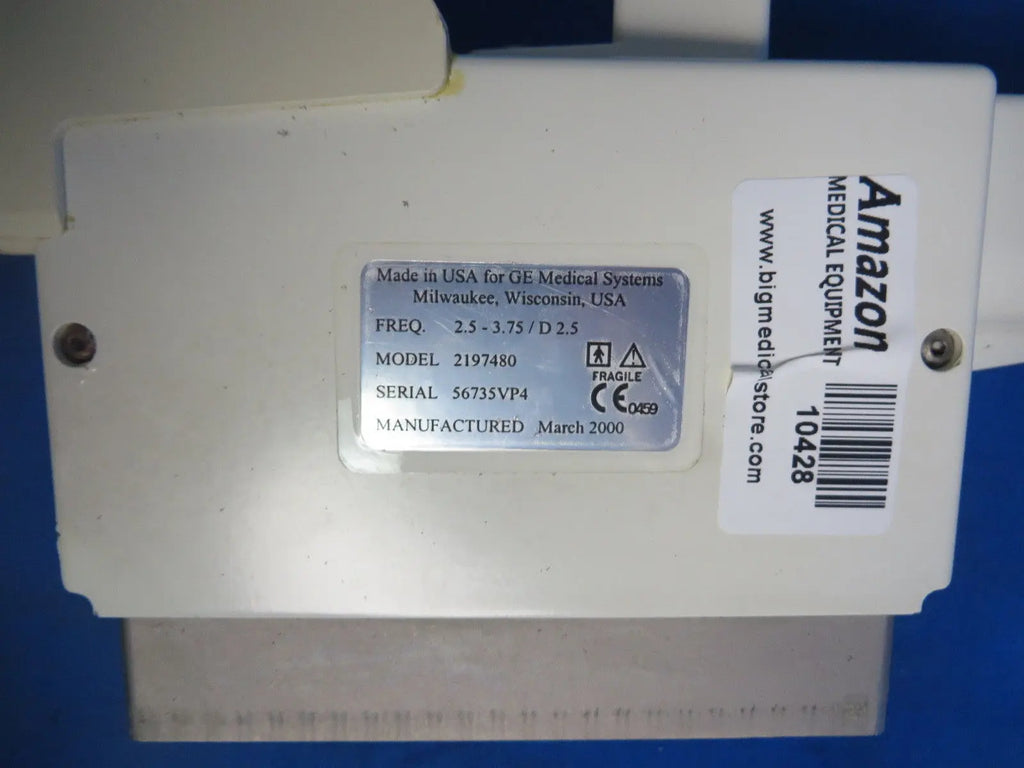 Made in USA for GE Medical Systems
Milwaukee, Wisconsin, USA
FREQ. 2.5 - 3.75 / D 2.5
MODEL 2197480
SERIAL 56735VP4
MANUFACTURED March 2000
FRAGILE
CE 0459
Amazon
MEDICAL EQUIPMENT
www.bigmedicalstore.com
10428